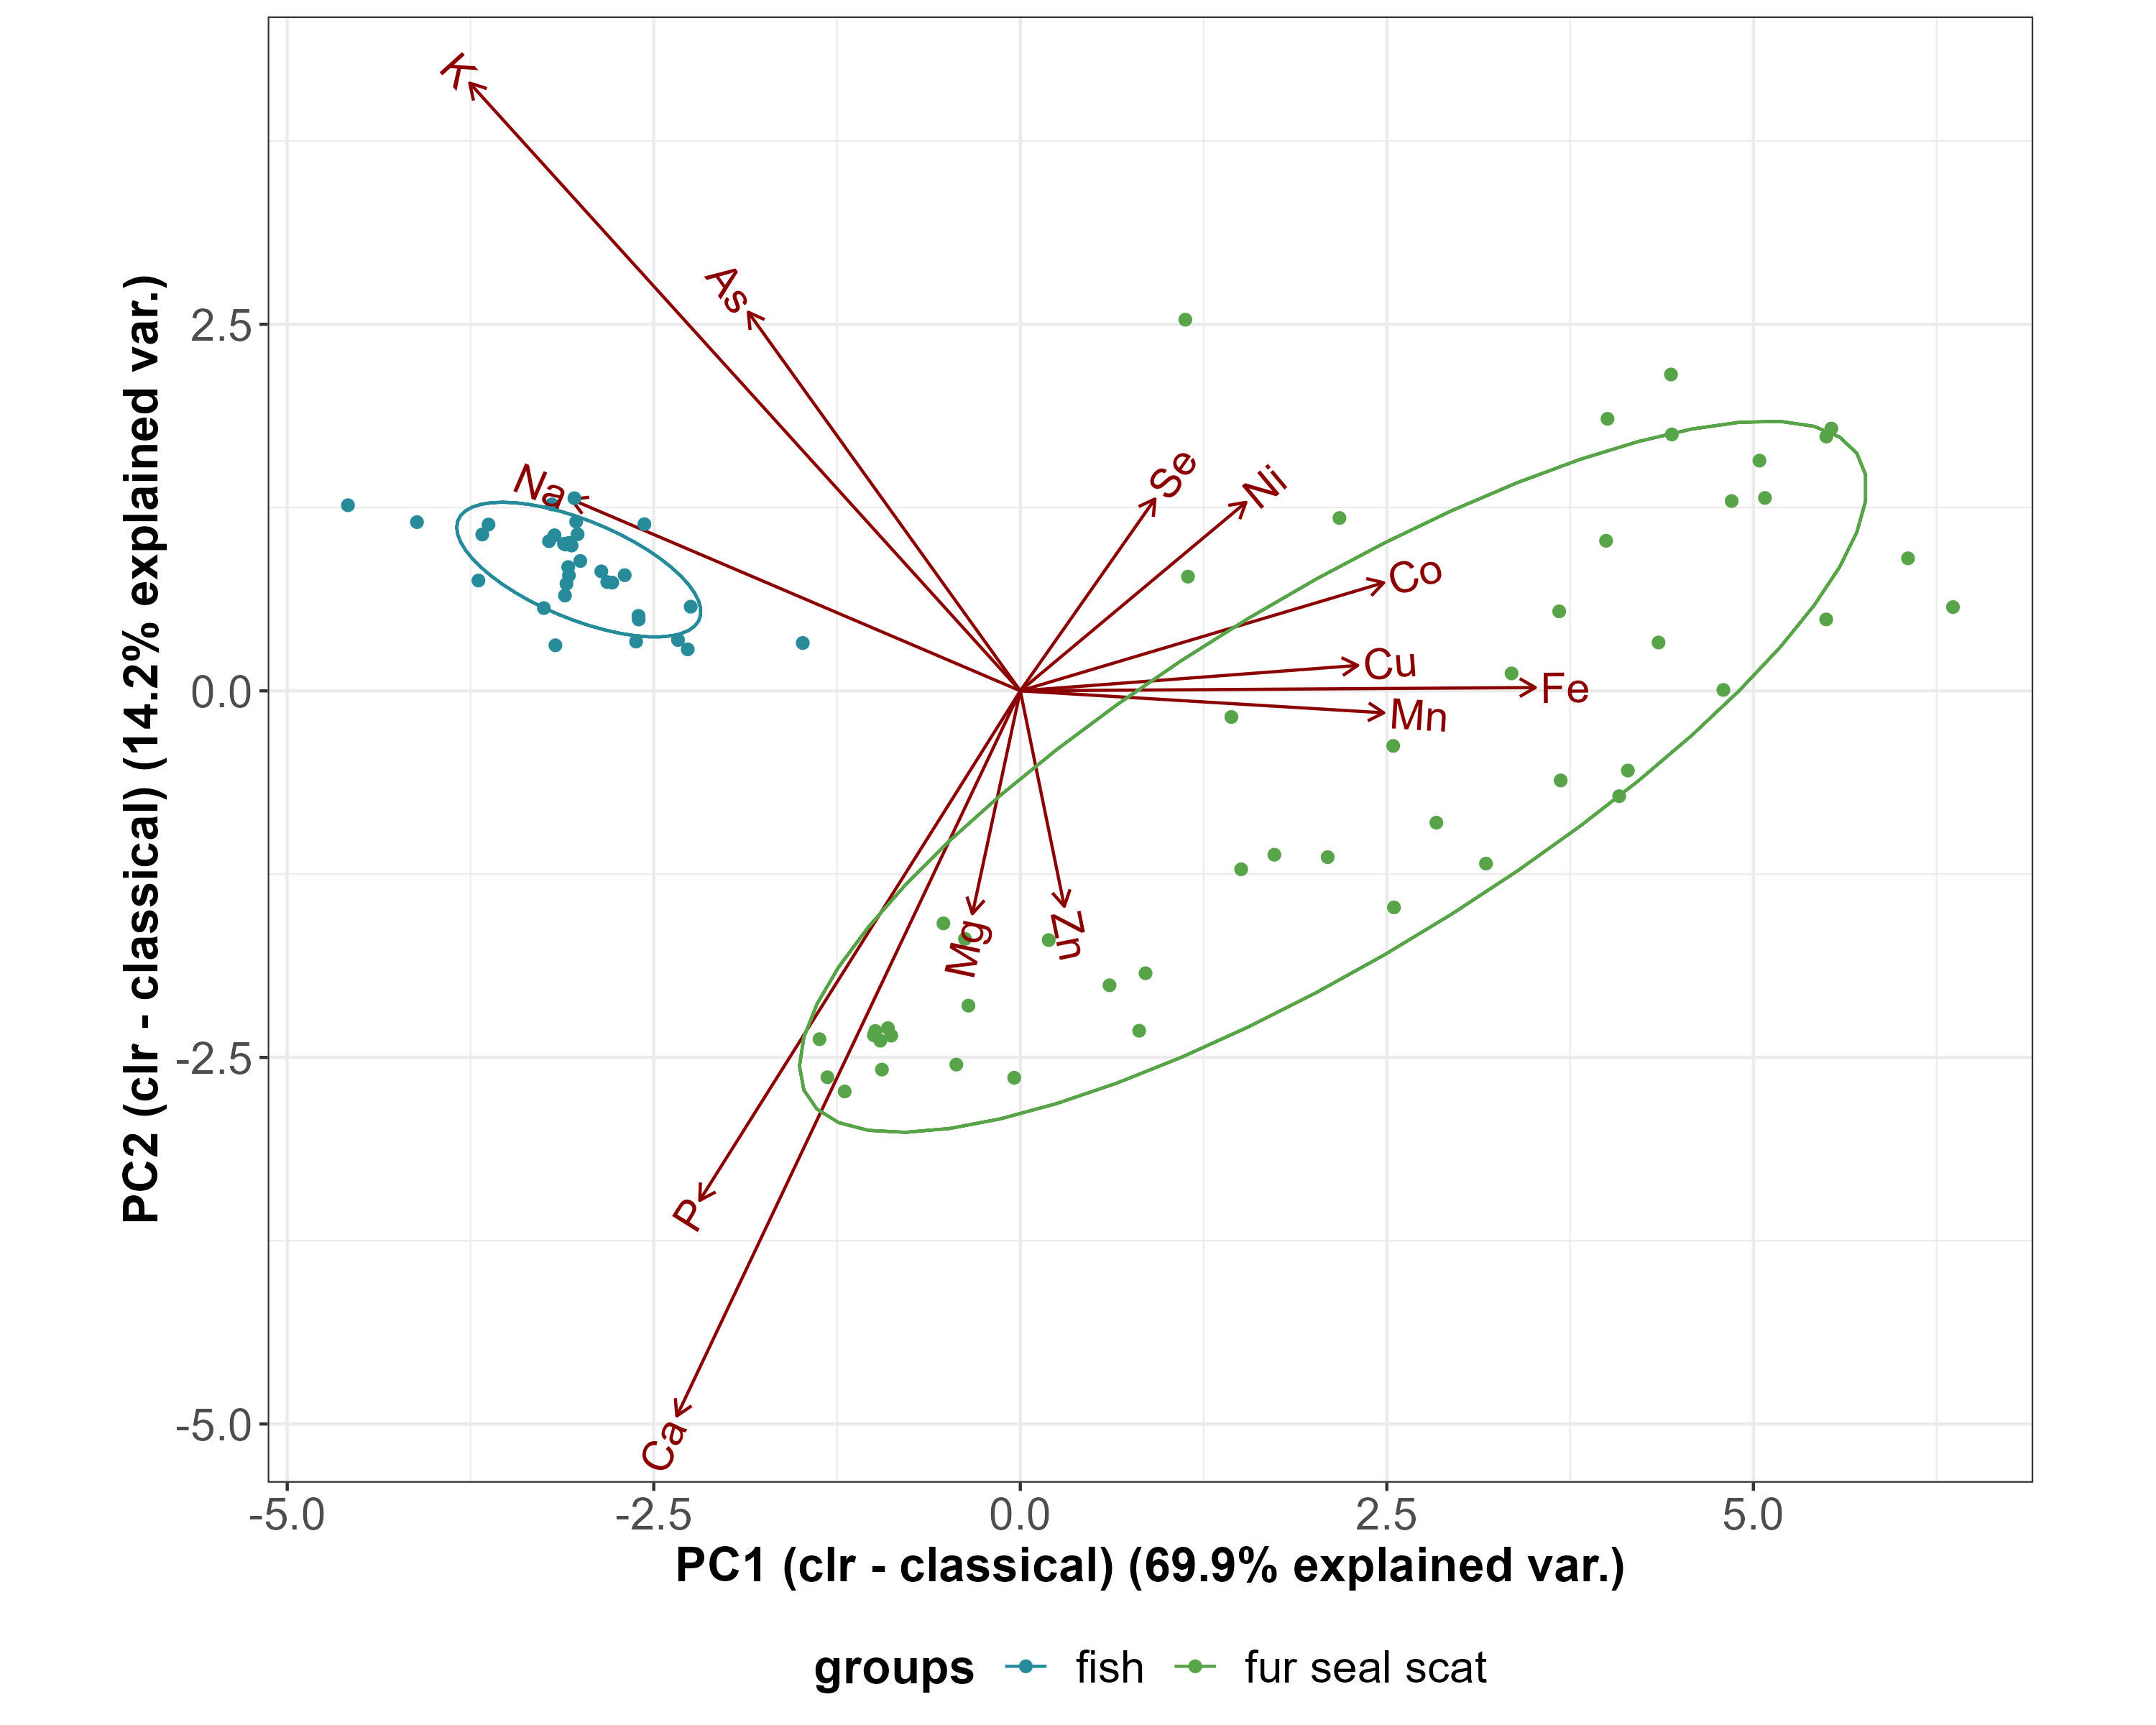 K
As
2.5
Na
Se
Ni
Co
Cu
0.0
Fe
Mn
Mg
Zn
-2.5
P
-5.0
Ca
PC2 (clr - classical) (14.2% explained var.)
-5.0
-2.5
0.0
2.5
5.0
PC1 (clr - classical) (69.9% explained var.)
groups fish fur seal scat